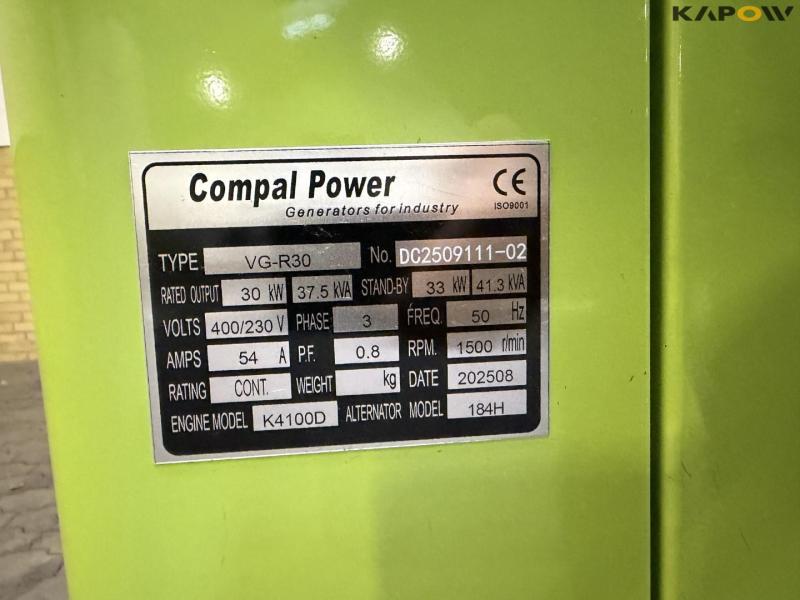 KAPOW
Compal Power
Generators for industry
CE
ISO9001
TYPE VG-R30 No. DC2509111-02
RATED OUTPUT 30 kW 37.5 kVA STAND-BY 33 kW 41.3 kVA
VOLTS 400/230 V PHASE 3 FREQ. 50 Hz
AMPS 54 A P.F. 0.8 RPM. 1500 r/min
RATING CONT. WEIGHT kg DATE 202508
ENGINE MODEL K4100D ALTERNATOR MODEL 184H